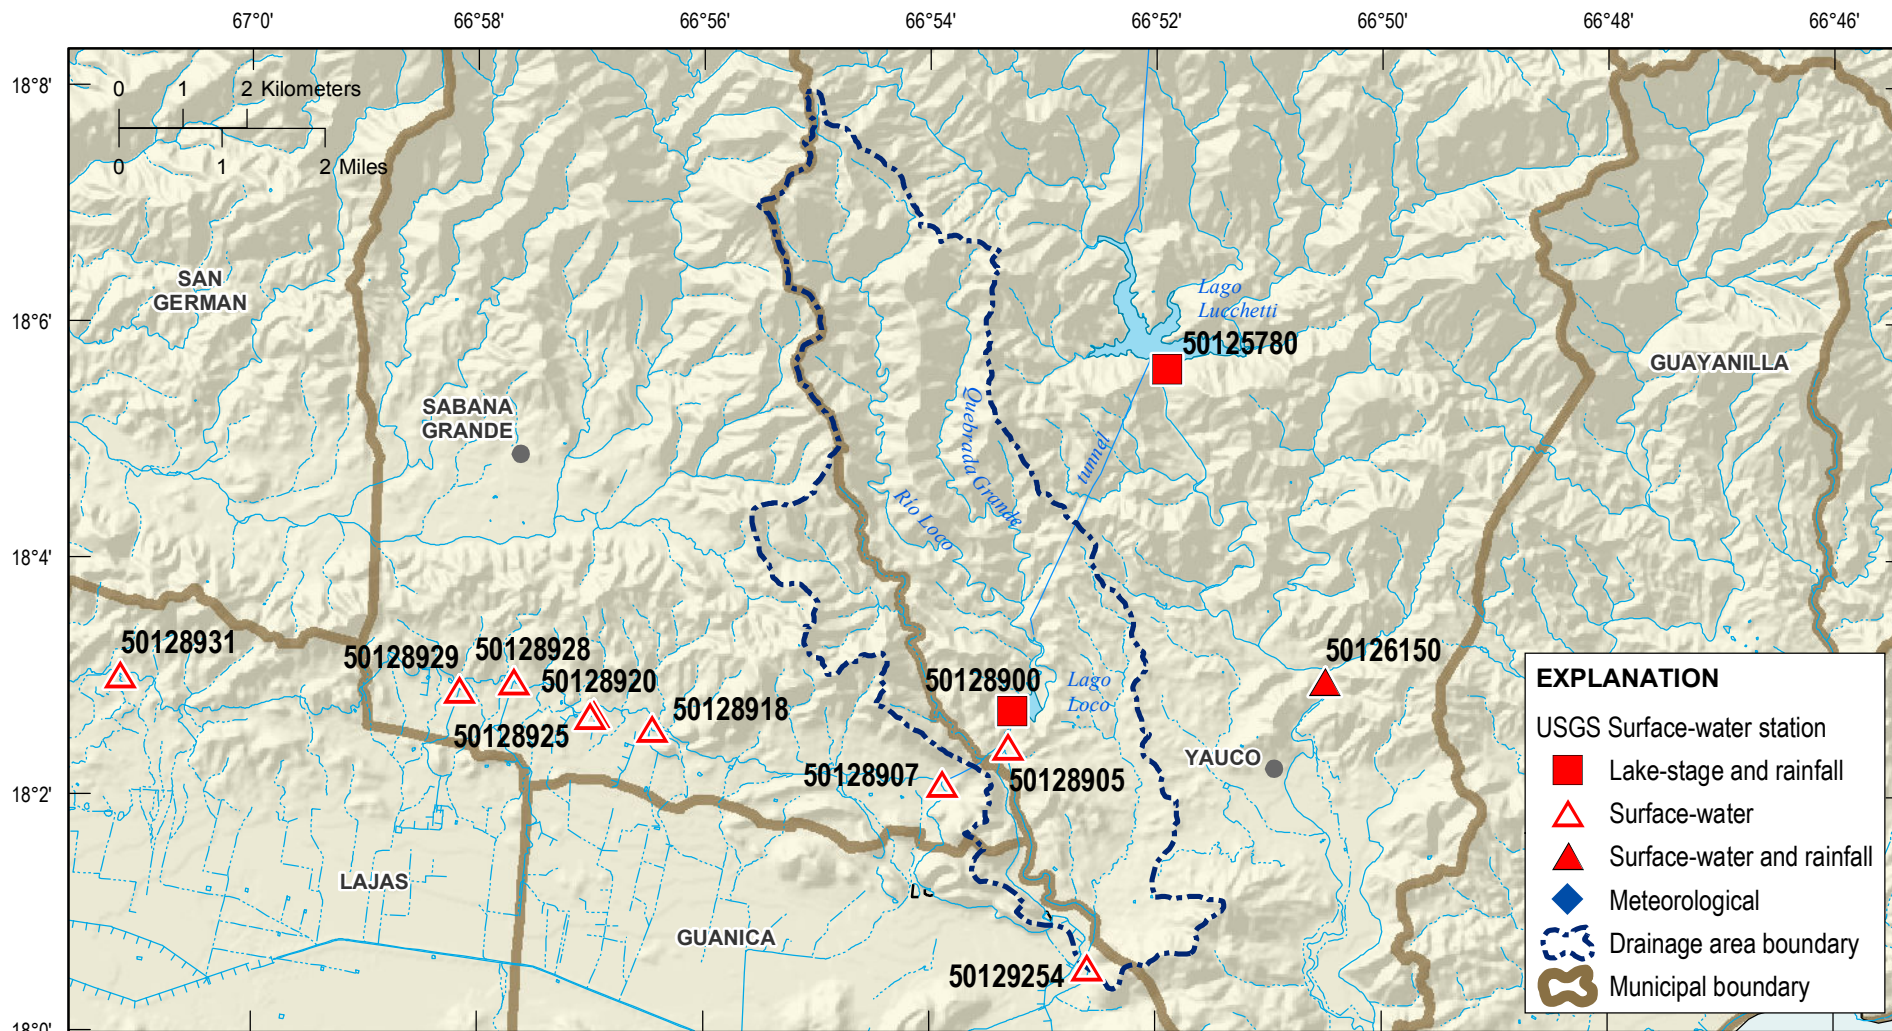 67°0'
66°58'
66°56'
66°54'
66°52'
66°50'
66°48'
66°46'
18°8'
0 1 2 Kilometers
0 1 2 Miles
SAN
GERMAN
Lago
Lucchetti
18°6'
50125780
GUAYANILLA
SABANA
GRANDE
Quebrada Grande
tunnel
Rio Loco
18°4'
50128931
50128929
50128928
50128920
50128925
50128918
50128900
Lago
Loco
50126150
YAUCO
50128907
50128905
18°2'
LAJAS
GUANICA
50129254
18°0'
EXPLANATION
USGS Surface-water station
Lake-stage and rainfall
Surface-water
Surface-water and rainfall
Meteorological
Drainage area boundary
Municipal boundary